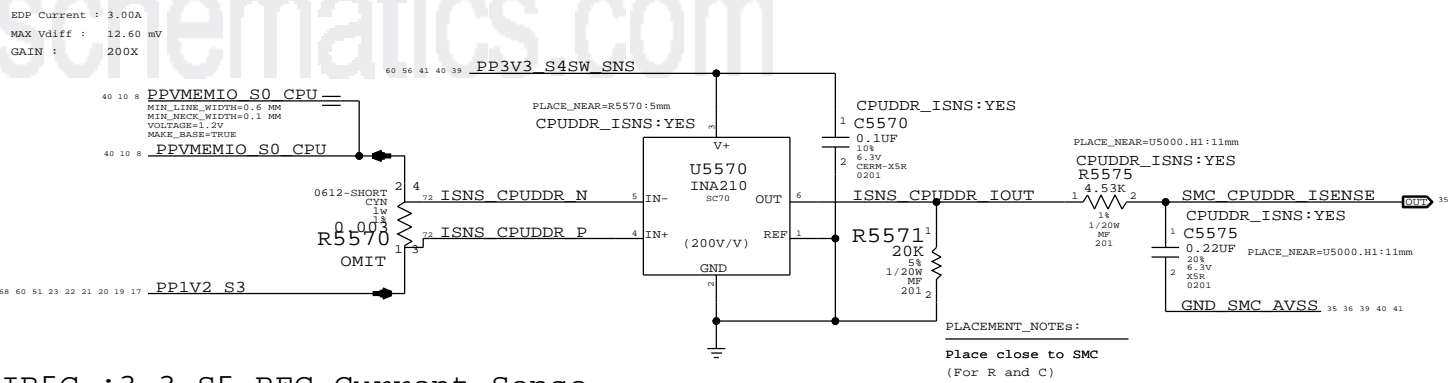 schematics.com
EDP Current : 3.00A
MAX Vdiff : 12.60 mV
GAIN : 200X
60 56 41 40 39 PP3V3_S4SW_SNS
40 10 8 PPVMEMIO_S0_CPU
MIN_LINE_WIDTH=0.6 MM
MIN_NECK_WIDTH=0.1 MM
VOLTAGE=1.2V
MAKE_BASE=TRUE
40 10 8 PPVMEMIO_S0_CPU
PLACE_NEAR=R5570:5mm
CPUDDR_ISNS:YES
3
V+
U5570
INA210
SC70
(200V/V)
5 IN-
4 IN+
OUT 6
REF 1
GND
2
CPUDDR_ISNS:YES
1 C5570
0.1UF
10%
2 6.3V
CERM-X5R
0201
0612-SHORT
CYN
1W
1%
0.003
R5570
OMIT
2 4
1 3
72 ISNS_CPUDDR_N
72 ISNS_CPUDDR_P
68 60 51 23 22 21 20 19 17 PP1V2_S3
ISNS_CPUDDR_IOUT
R5571 1
20K
5%
1/20W
MF
201 2
PLACE_NEAR=U5000.H1:11mm
CPUDDR_ISNS:YES
R5575
1 4.53K 2
1%
1/20W
MF
201
SMC_CPUDDR_ISENSE OUT 35
CPUDDR_ISNS:YES
1 C5575
0.22UF PLACE_NEAR=U5000.H1:11mm
20%
2 6.3V
X5R
0201
GND_SMC_AVSS 35 36 39 40 41
PLACEMENT_NOTEs:
Place close to SMC
(For R and C)